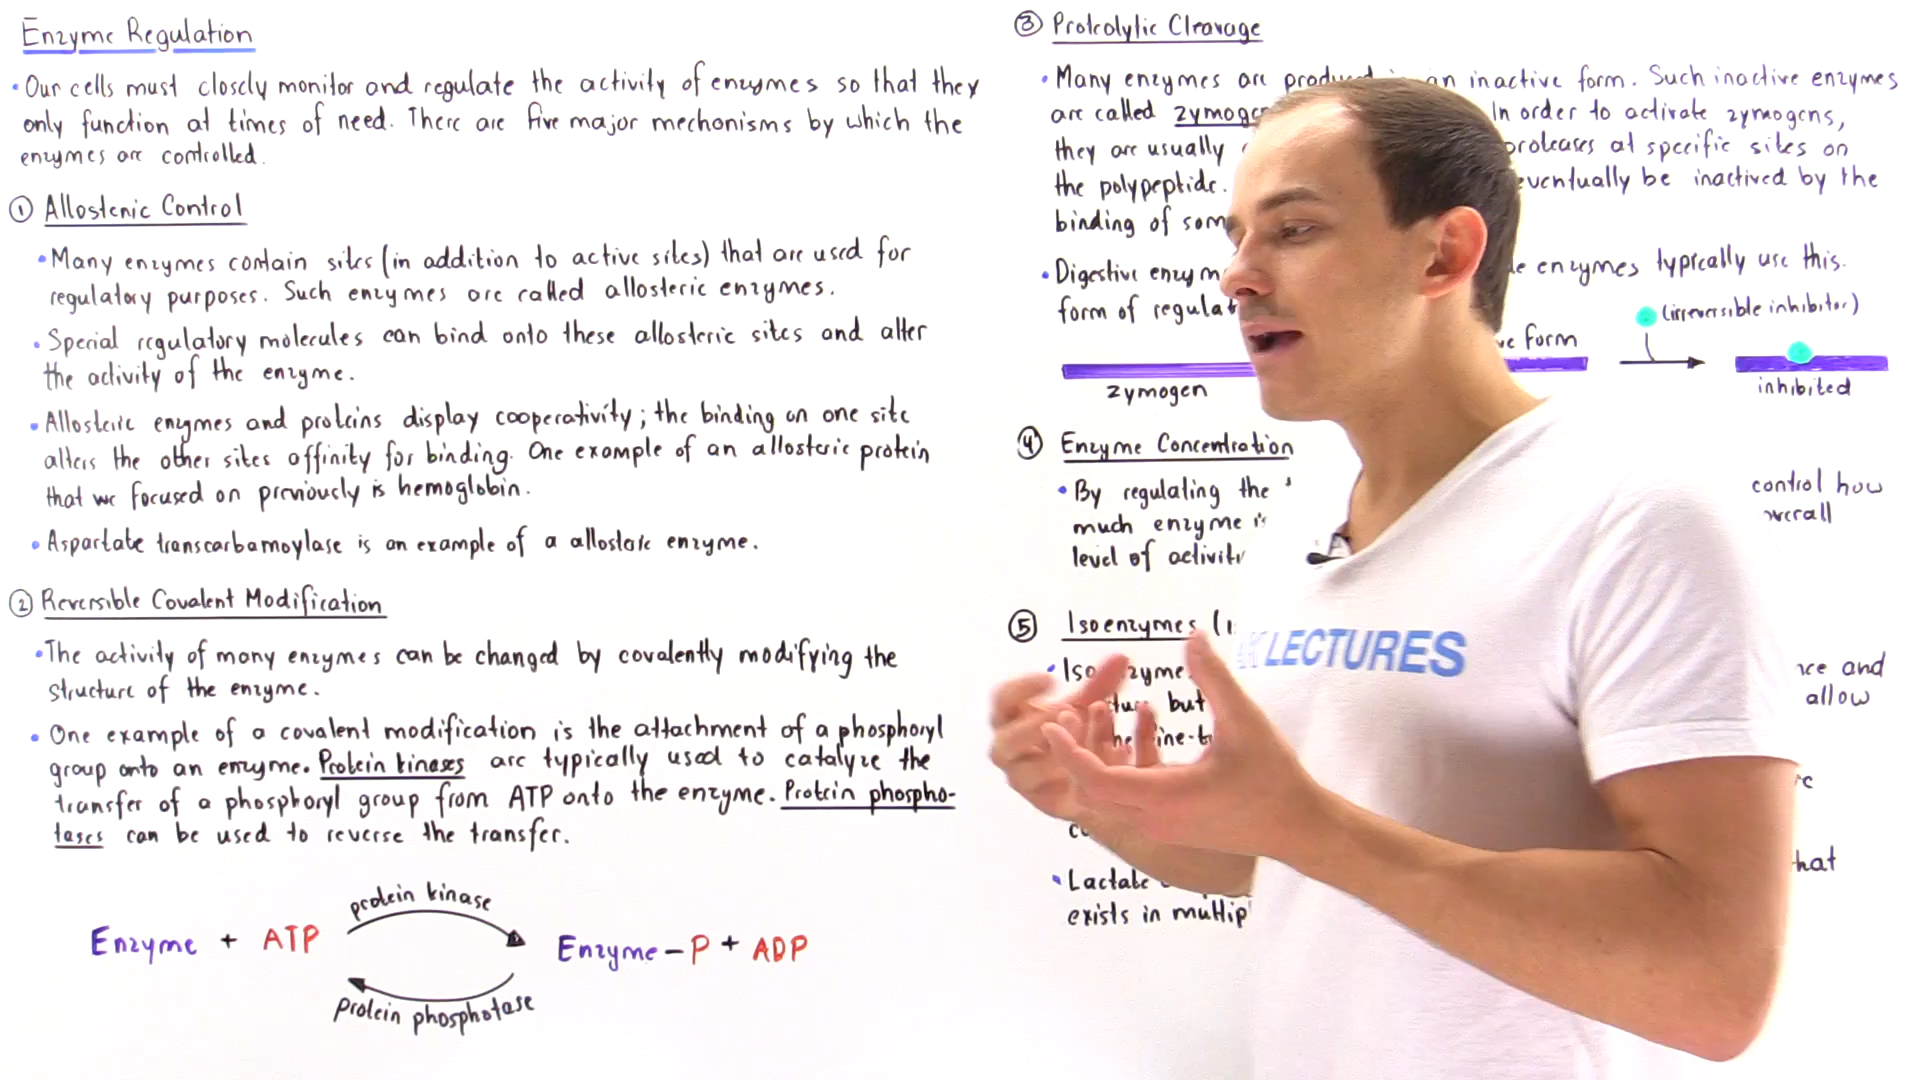 Enzyme Regulation
• Our cells must closely monitor and regulate the activity of enzymes so that they
only function at times of need. There are five major mechanisms by which the
enzymes are controlled.
① Allosteric Control
• Many enzymes contain sites (in addition to active sites) that are used for
regulatory purposes. Such enzymes are called allosteric enzymes.
• Special regulatory molecules can bind onto these allosteric sites and alter
the activity of the enzyme.
• Allosteric enzymes and proteins display cooperativity; the binding on one site
alters the other sites affinity for binding. One example of an allosteric protein
that we focused on previously is hemoglobin.
• Aspartate transcarbamoylase is an example of a allosteric enzyme.
② Reversible Covalent Modification
• The activity of many enzymes can be changed by covalently modifying the
structure of the enzyme.
• One example of a covalent modification is the attachment of a phosphoryl
group onto an enzyme. Protein kinases are typically used to catalyze the
transfer of a phosphoryl group from ATP onto the enzyme. Protein phospho-
tases can be used to reverse the transfer.
protein kinase
Enzyme + ATP
Enzyme – P + ADP
protein phosphotase
③ Proteolytic Cleavage
• Many enzymes are produced in an inactive form. Such inactive enzymes
are called In order to activate zymogens,
they are usually proteases at specific sites on
the polypeptide. eventually be inactived by the
binding of
• Digestive enzymes typically use this
form of
form (irreversible inhibitor)
zymogen inhibited
④ Enzyme Concentration
• By regulating the control how
much enzyme overall
level of
⑤ Isoenzymes
• and
but allow
• Lactate
exists in
LECTURES